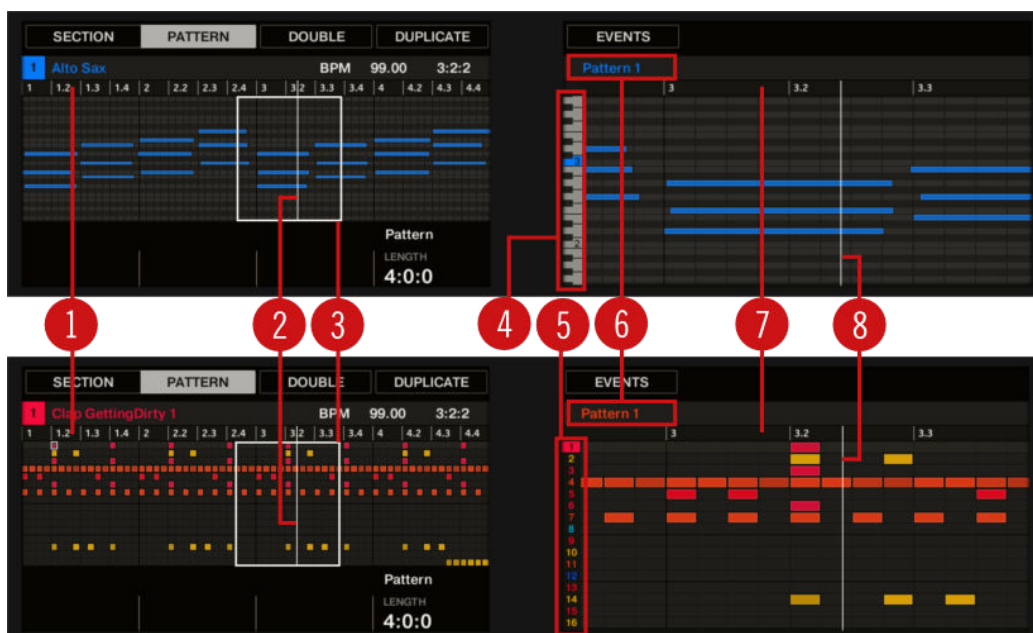 SECTION PATTERN DOUBLE DUPLICATE
1 Alto Sax BPM 99.00 3:2:2
1 1.2 1.3 1.4 2 2.2 2.3 2.4 3 3.2 3.3 3.4 4 4.2 4.3 4.4
Pattern
LENGTH
4:0:0
EVENTS
Pattern 1
3 3.2 3.3
3
2
1 2 3 4 5 6 7 8
SECTION PATTERN DOUBLE DUPLICATE
1 Clap GettingDirty 1 BPM 99.00 3:2:2
1 1.2 1.3 1.4 2 2.2 2.3 2.4 3 3.2 3.3 3.4 4 4.2 4.3 4.4
Pattern
LENGTH
4:0:0
EVENTS
Pattern 1
3 3.2 3.3
1
2
3
4
5
6
7
8
9
10
11
12
13
14
15
16